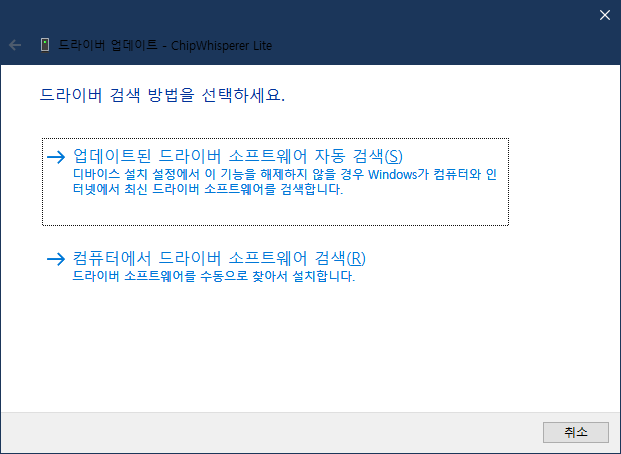 드라이버 업데이트 - ChipWhisperer Lite
드라이버 검색 방법을 선택하세요.
업데이트된 드라이버 소프트웨어 자동 검색(S)
디바이스 설치 설정에서 이 기능을 해제하지 않을 경우 Windows가 컴퓨터와 인
터넷에서 최신 드라이버 소프트웨어를 검색합니다.
컴퓨터에서 드라이버 소프트웨어 검색(R)
드라이버 소프트웨어를 수동으로 찾아서 설치합니다.
취소